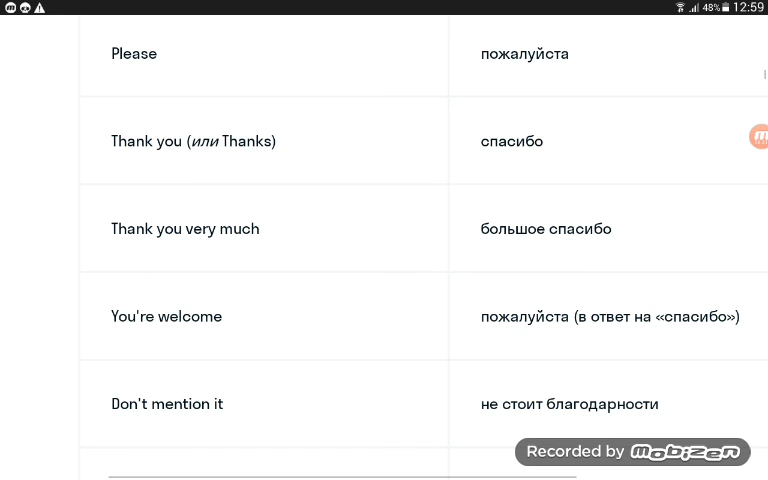 48% 12:59
Please пожалуйста
Thank you (или Thanks) спасибо
Thank you very much большое спасибо
You're welcome пожалуйста (в ответ на «спасибо»)
Don't mention it не стоит благодарности
Recorded by mobizen